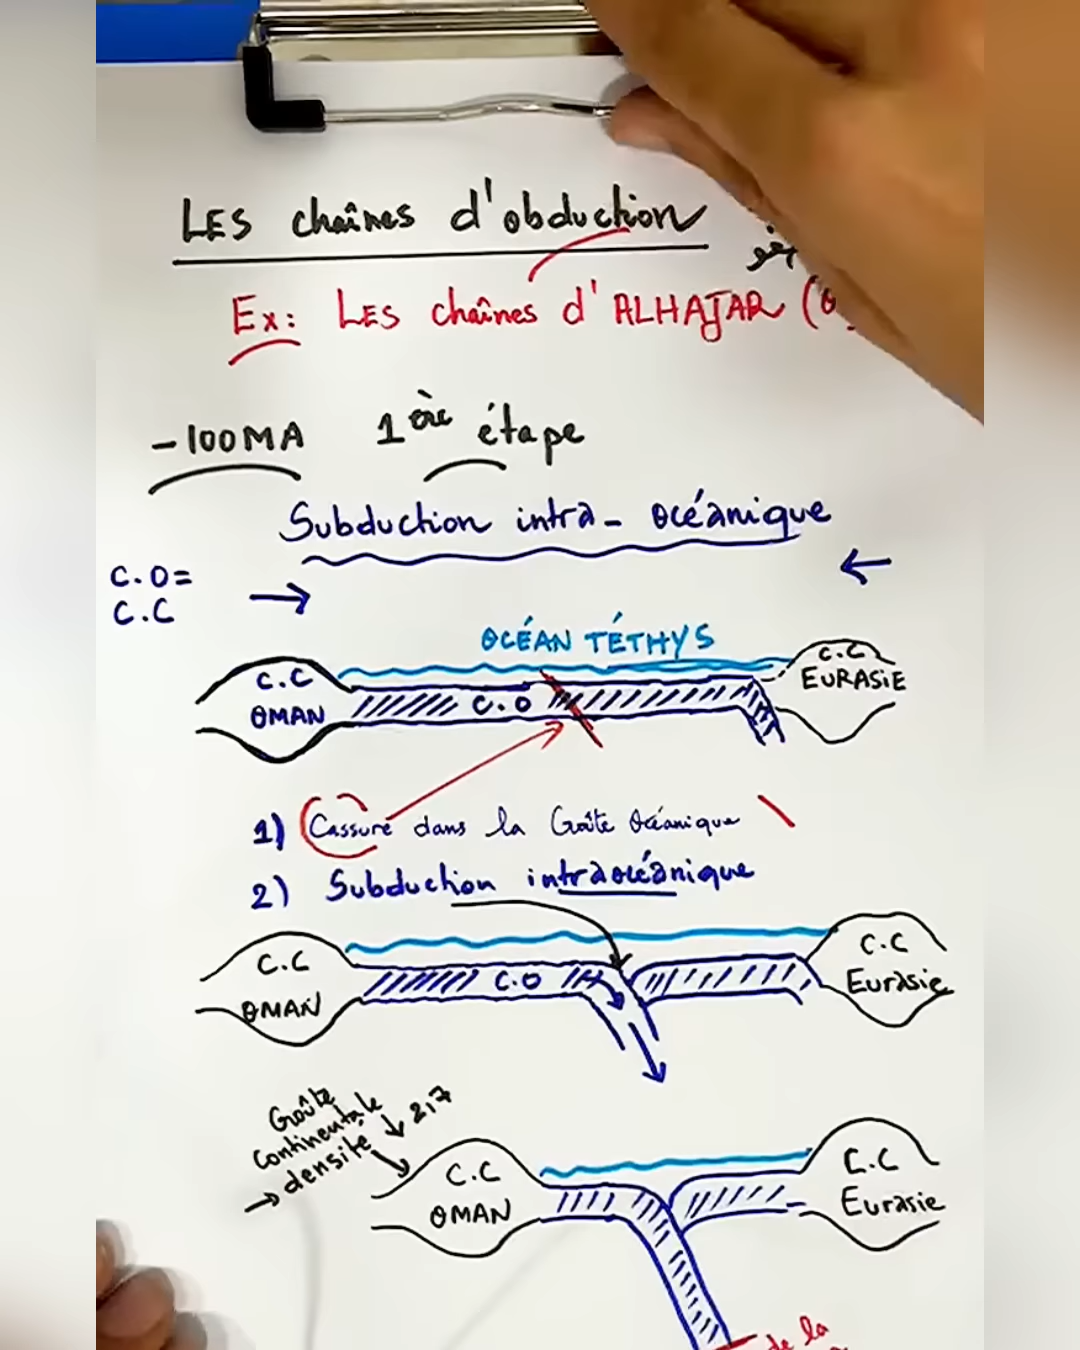 LES chaînes d'obduction
Ex: LES chaînes d'ALHAJAR (O
-100MA 1ère étape
Subduction intra-océanique
C.O=
C.C
OCÉAN TÉTHYS
C.C
OMAN
C.O
C.C
EURASIE
1) Cassure dans la Croûte Océanique
2) Subduction intraocéanique
C.C
OMAN
C.O
C.C
Eurasie
Croûte
Continentale
→ densité ↓ 2,7
C.C
OMAN
C.C
Eurasie
de la